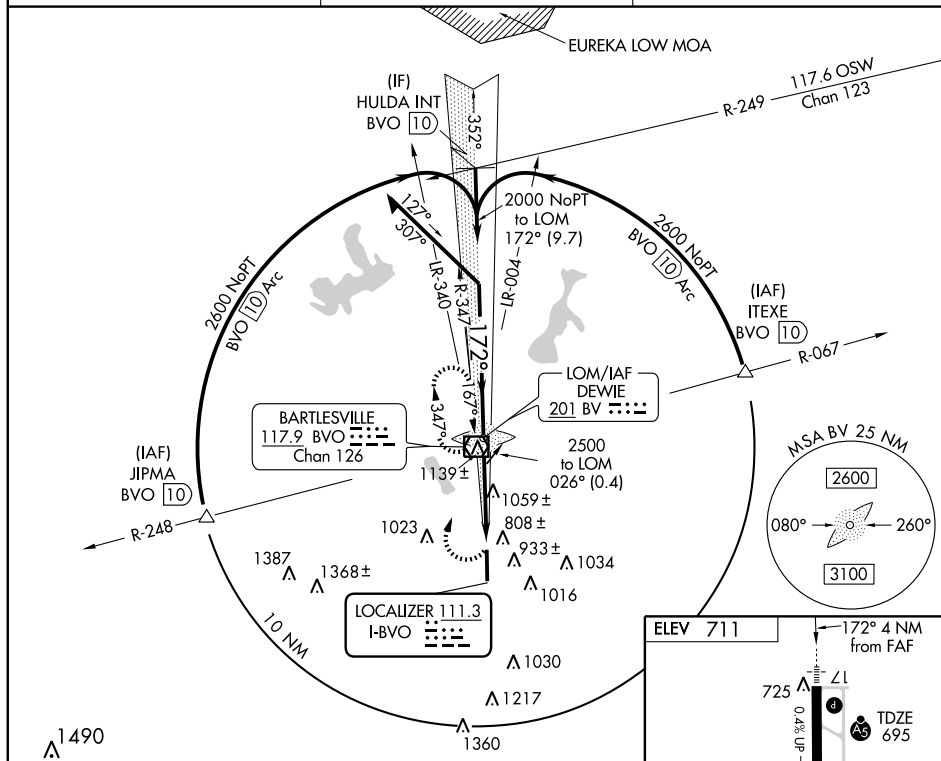 EUREKA LOW MOA
117.6 OSW
Chan 123
R-249
(IF)
HULDA INT
BVO 10
352°
127°
307°
2000 NoPT
to LOM
172° (9.7)
2600 NoPT
BVO 10 Arc
2600 NoPT
BVO 10 Arc
LR-340
R-347
LR-004
172°
(IAF)
ITEXE
BVO 10
R-067
LOM/IAF
DEWIE
201 BV
167°
347°
BARTLESVILLE
117.9 BVO
Chan 126
2500
to LOM
026° (0.4)
MSA BV 25 NM
2600
080°
260°
3100
(IAF)
JIPMA
BVO 10
R-248
1139±
1059±
1023
808±
933±
1034
1387
1368±
1016
LOCALIZER 111.3
I-BVO
10 NM
1030
1217
1360
1490
ELEV 711
172° 4 NM
from FAF
17
725
P
A5
TDZE
695
0.4% UP